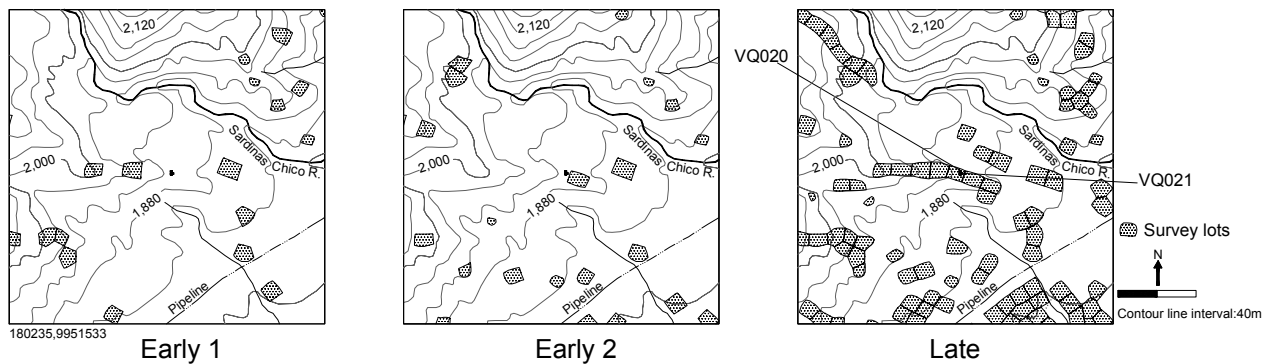 2,120
2,000
Sardinas Chico R.
1,880
Pipeline
180235,9951533
Early 1
2,120
2,000
Sardinas Chico R.
1,880
Pipeline
Early 2
2,120
VQ020
2,000
Sardinas Chico R.
VQ021
1,880
Pipeline
Late
Survey lots
N
Contour line interval:40m